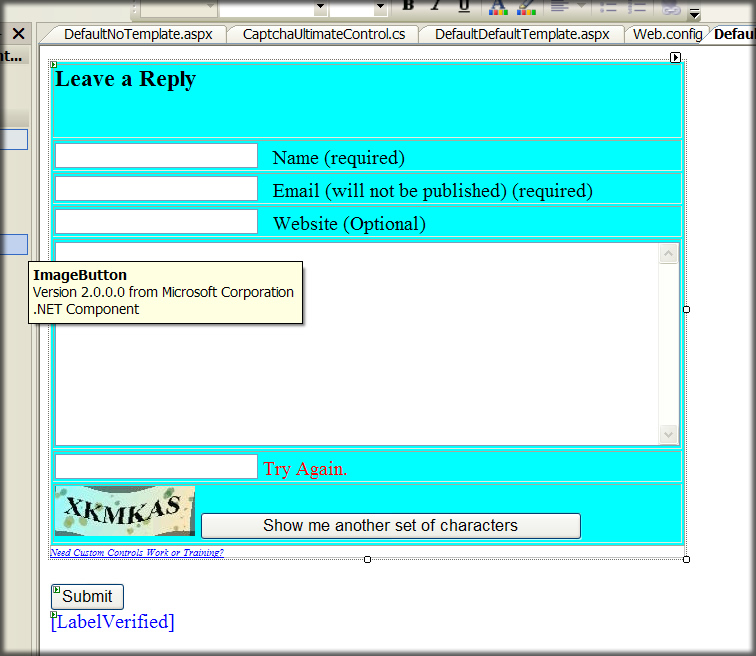 B I U A
DefaultNoTemplate.aspx CaptchaUltimateControl.cs DefaultDefaultTemplate.aspx Web.config Defau
nt...
Leave a Reply
Name (required)
Email (will not be published) (required)
Website (Optional)
ImageButton
Version 2.0.0.0 from Microsoft Corporation
.NET Component
Try Again.
XKMKAS
Show me another set of characters
Need Custom Controls Work or Training?
Submit
[LabelVerified]